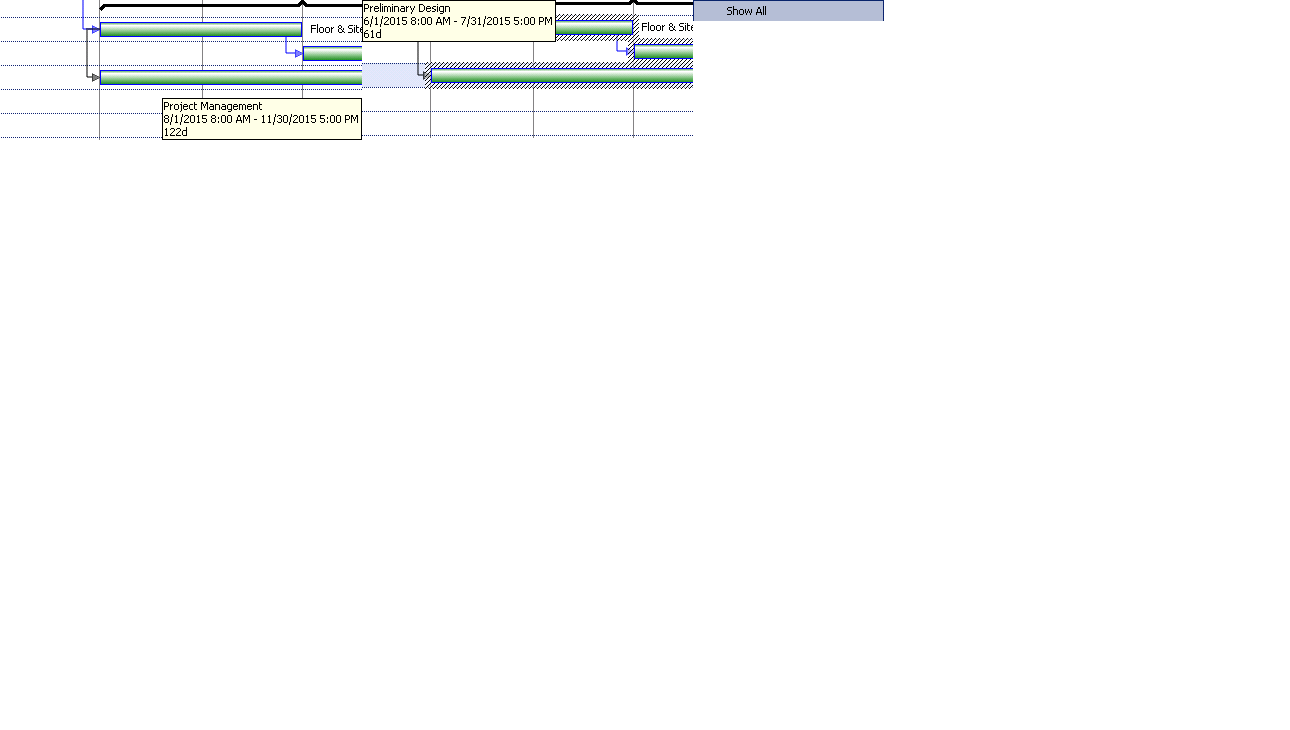 Preliminary Design
6/1/2015 8:00 AM - 7/31/2015 5:00 PM
61d
Show All
Floor & Site
Floor & Site
Project Management
8/1/2015 8:00 AM - 11/30/2015 5:00 PM
122d